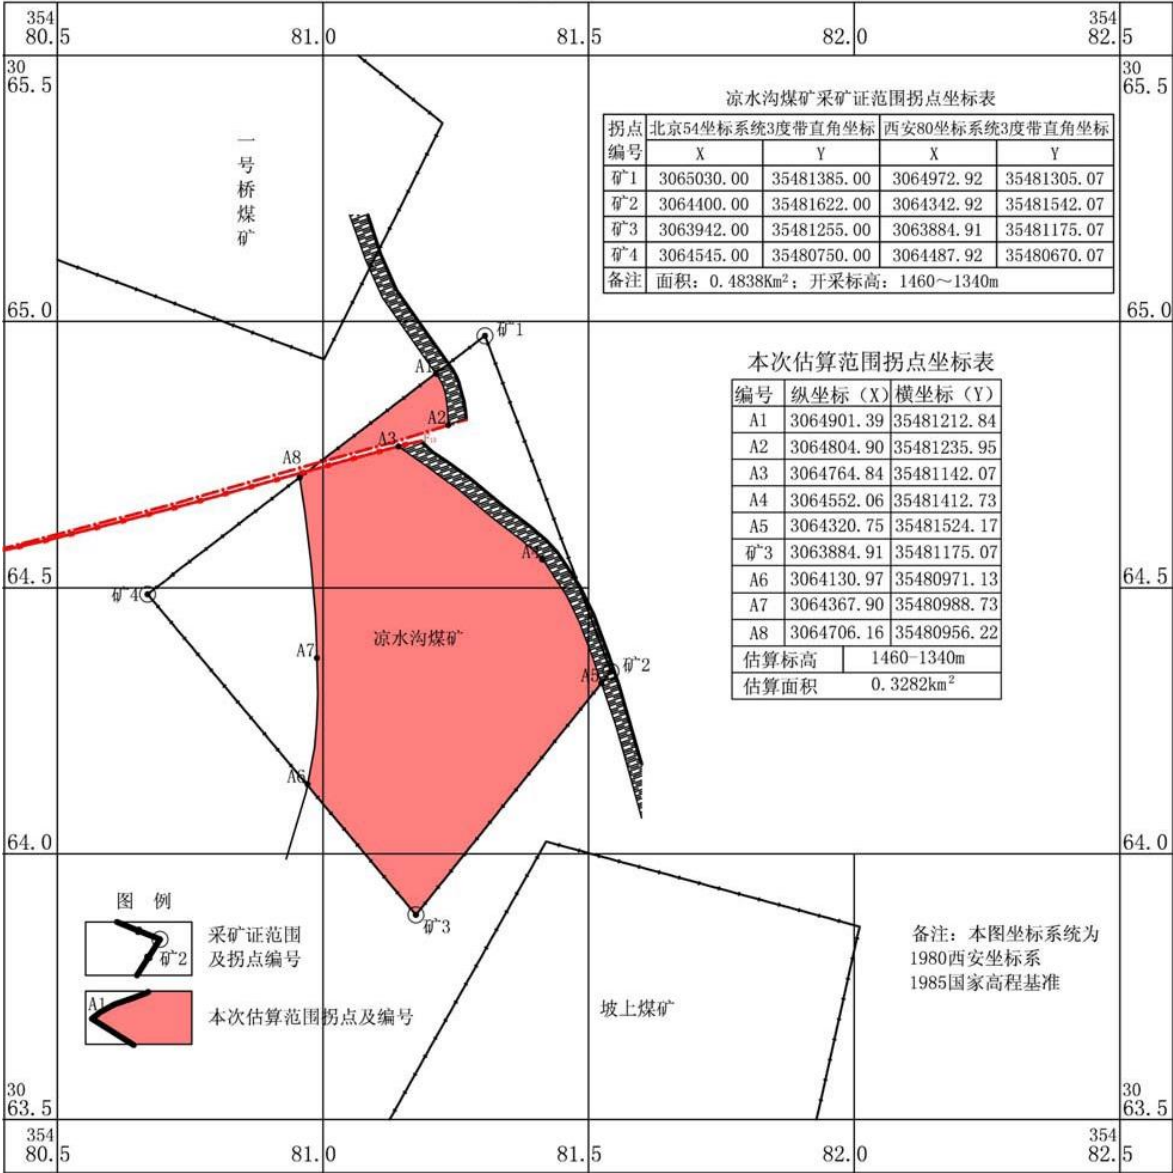 354
80.5 81.0 81.5 82.0 354
82.5
30
65.5
30
65.5
一号桥煤矿
凉水沟煤矿采矿证范围拐点坐标表
拐点编号 北京54坐标系统3度带直角坐标 西安80坐标系统3度带直角坐标
X Y X Y
矿1 3065030.00 35481385.00 3064972.92 35481305.07
矿2 3064400.00 35481622.00 3064342.92 35481542.07
矿3 3063942.00 35481255.00 3063884.91 35481175.07
矿4 3064545.00 35480750.00 3064487.92 35480670.07
备注 面积：0.4838Km²；开采标高：1460～1340m
65.0 65.0
矿1
A1
A2
A3
A8
本次估算范围拐点坐标表
编号 纵坐标（X） 横坐标（Y）
A1 3064901.39 35481212.84
A2 3064804.90 35481235.95
A3 3064764.84 35481142.07
A4 3064552.06 35481412.73
A5 3064320.75 35481524.17
矿3 3063884.91 35481175.07
A6 3064130.97 35480971.13
A7 3064367.90 35480988.73
A8 3064706.16 35480956.22
估算标高 1460-1340m
估算面积 0.3282km²
A4
64.5 64.5
矿4
凉水沟煤矿
A7
矿2
A5
A6
64.0 64.0
矿3
图 例
矿2
采矿证范围
及拐点编号
A1
本次估算范围拐点及编号
坡上煤矿
备注：本图坐标系统为
1980西安坐标系
1985国家高程基准
30
63.5
30
63.5
354
80.5 81.0 81.5 82.0 354
82.5